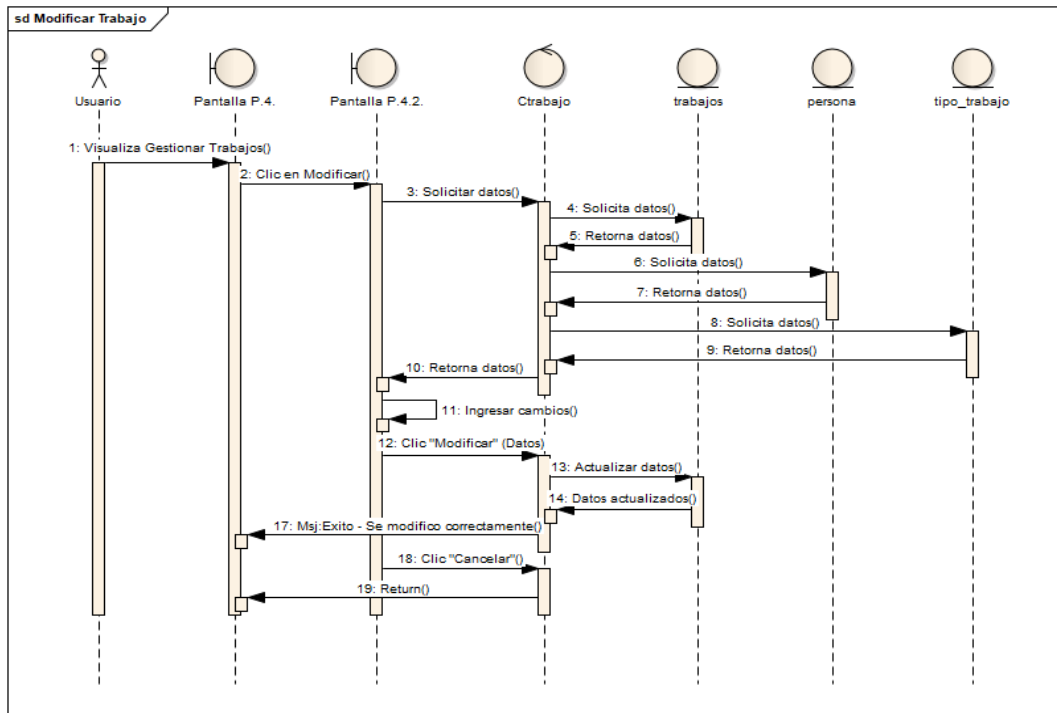 sd Modificar Trabajo
Usuario
Pantalla P.4.
Pantalla P.4.2.
Ctrabajo
trabajos
persona
tipo_trabajo
1: Visualiza Gestionar Trabajos()
2: Clic en Modificar()
3: Solicitar datos()
4: Solicita datos()
5: Retorna datos()
6: Solicita datos()
7: Retorna datos()
8: Solicita datos()
9: Retorna datos()
10: Retorna datos()
11: Ingresar cambios()
12: Clic "Modificar" (Datos)
13: Actualizar datos()
14: Datos actualizados()
17: Msj:Exito - Se modifico correctamente()
18: Clic "Cancelar"()
19: Return()